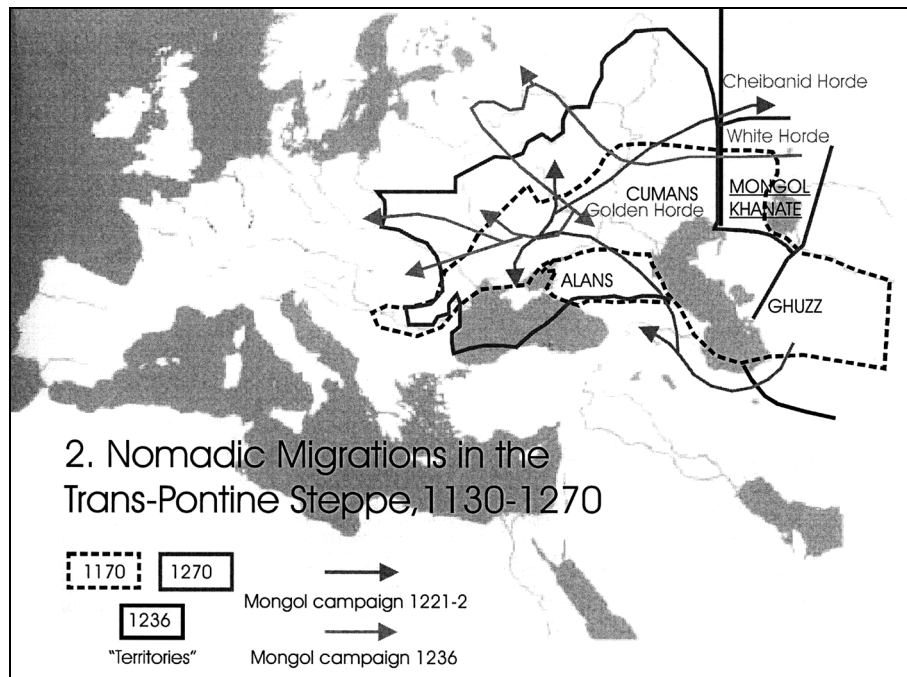 Cheibanid Horde
White Horde
CUMANS
MONGOL
Golden Horde
KHANATE
ALANS
GHUZZ
2. Nomadic Migrations in the
Trans-Pontine Steppe,1130-1270
1170
1270
Mongol campaign 1221-2
1236
"Territories"
Mongol campaign 1236